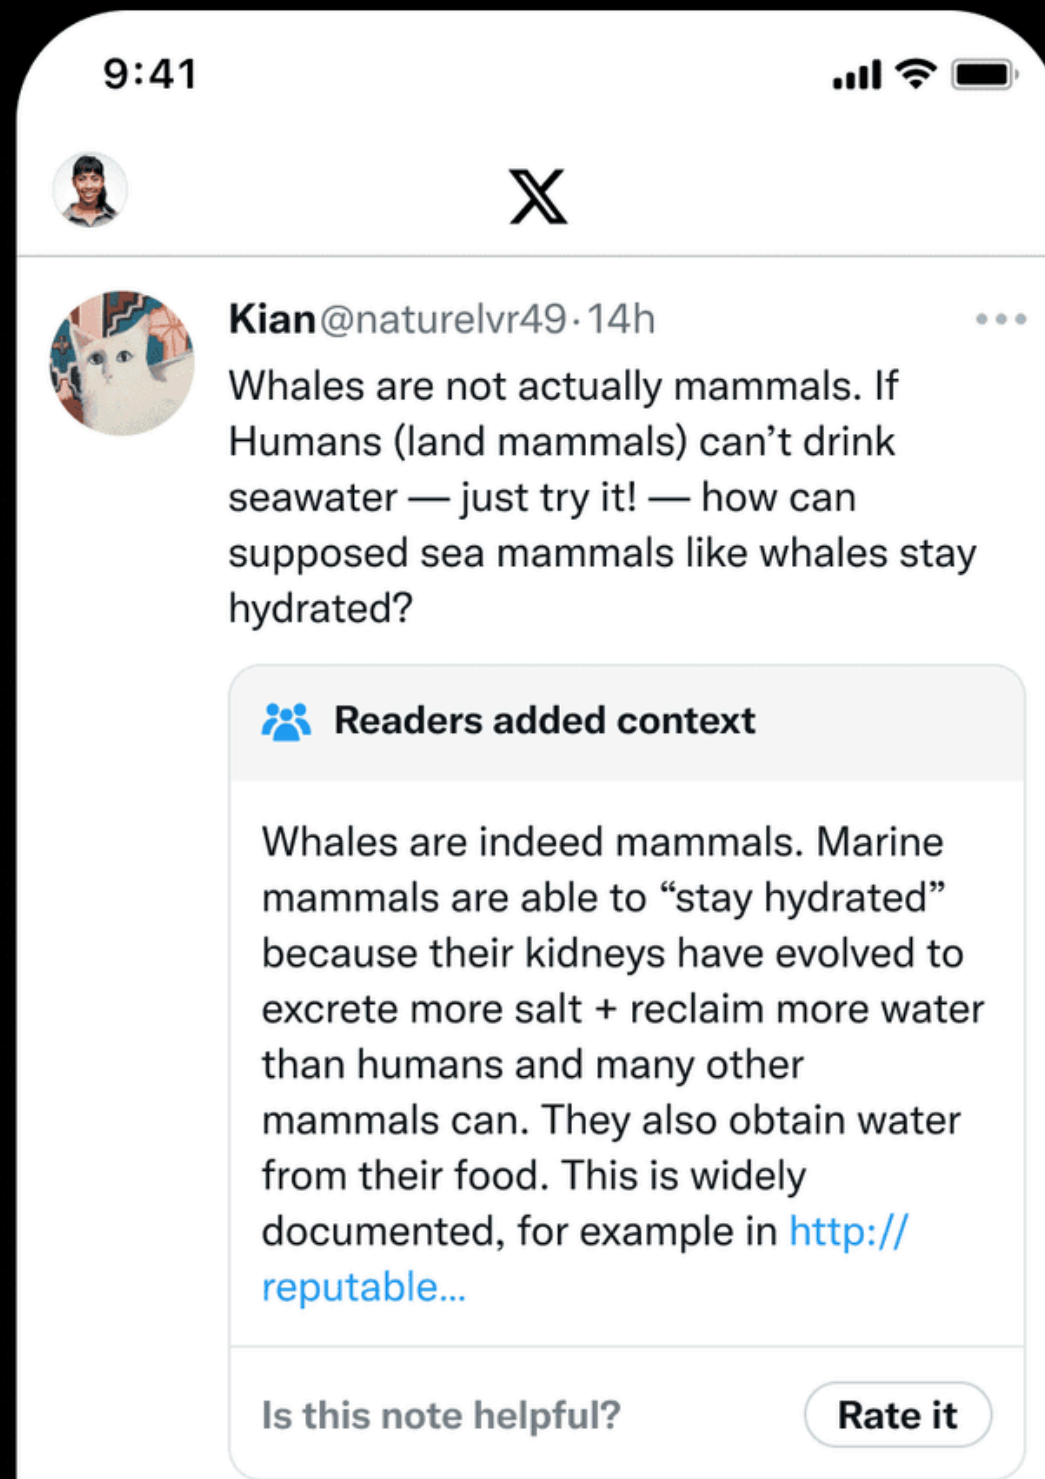 9:41
X
Kian@naturelvr49·14h
Whales are not actually mammals. If
Humans (land mammals) can’t drink
seawater — just try it! — how can
supposed sea mammals like whales stay
hydrated?
Readers added context
Whales are indeed mammals. Marine
mammals are able to “stay hydrated”
because their kidneys have evolved to
excrete more salt + reclaim more water
than humans and many other
mammals can. They also obtain water
from their food. This is widely
documented, for example in http://
reputable...
Is this note helpful?
Rate it